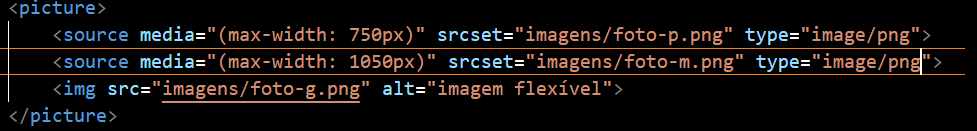 <picture>
<source media="(max-width: 750px)" srcset="imagens/foto-p.png" type="image/png">
<source media="(max-width: 1050px)" srcset="imagens/foto-m.png" type="image/png">
<img src="imagens/foto-g.png" alt="imagem flexível">
</picture>